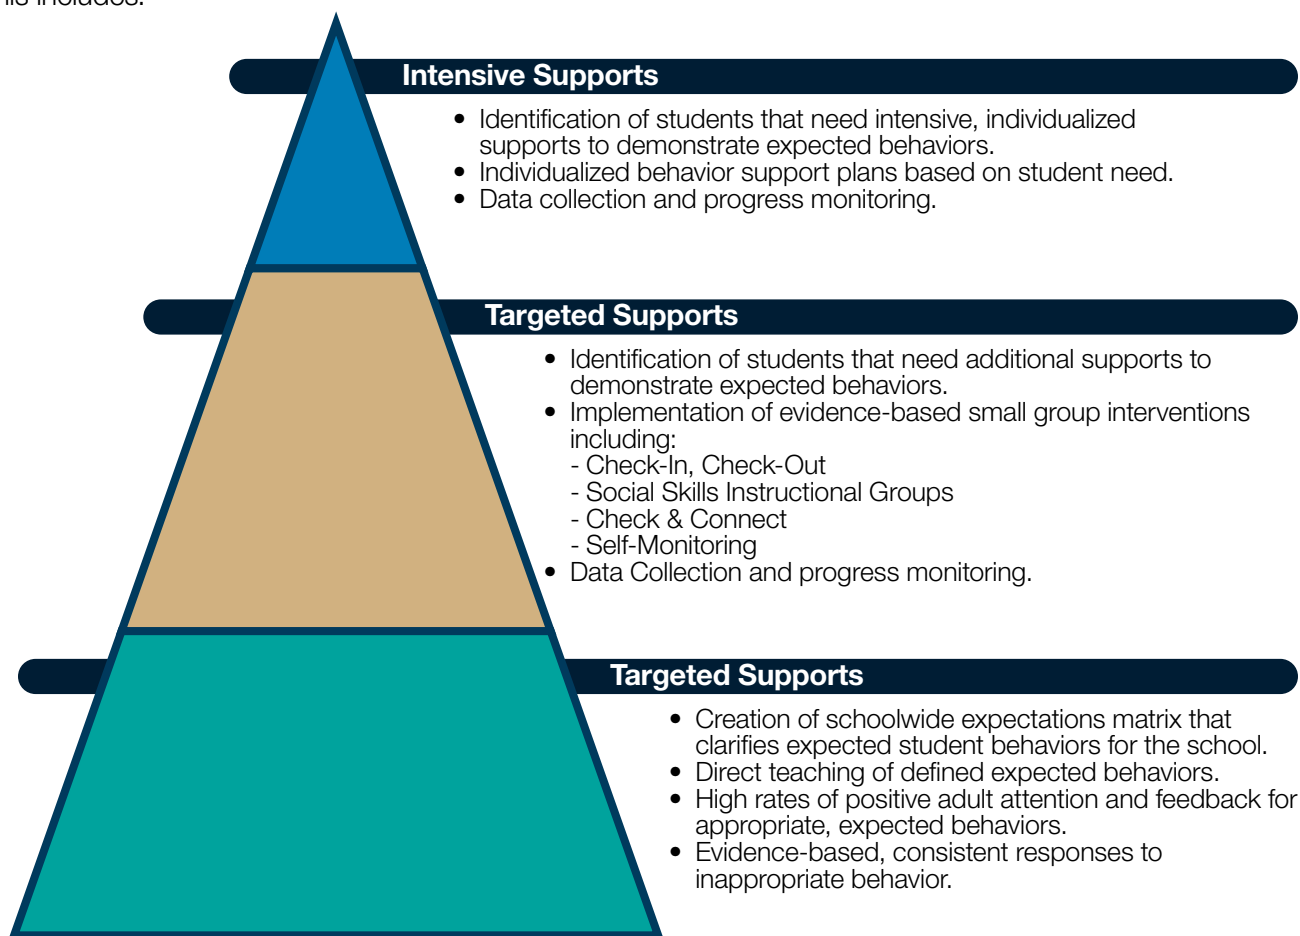 his includes:
Intensive Supports
• Identification of students that need intensive, individualized
supports to demonstrate expected behaviors.
• Individualized behavior support plans based on student need.
• Data collection and progress monitoring.
Targeted Supports
• Identification of students that need additional supports to
demonstrate expected behaviors.
• Implementation of evidence-based small group interventions
including:
- Check-In, Check-Out
- Social Skills Instructional Groups
- Check & Connect
- Self-Monitoring
• Data Collection and progress monitoring.
Targeted Supports
• Creation of schoolwide expectations matrix that
clarifies expected student behaviors for the school.
• Direct teaching of defined expected behaviors.
• High rates of positive adult attention and feedback for
appropriate, expected behaviors.
• Evidence-based, consistent responses to
inappropriate behavior.